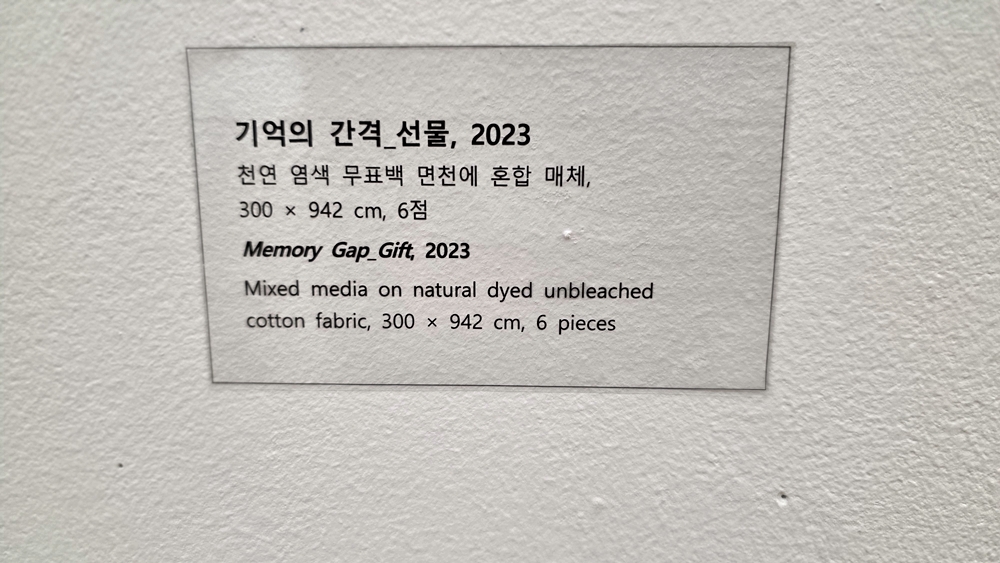 기억의 간격_선물, 2023
천연 염색 무표백 면천에 혼합 매체,
300 × 942 cm, 6점
Memory Gap_Gift, 2023
Mixed media on natural dyed unbleached
cotton fabric, 300 × 942 cm, 6 pieces